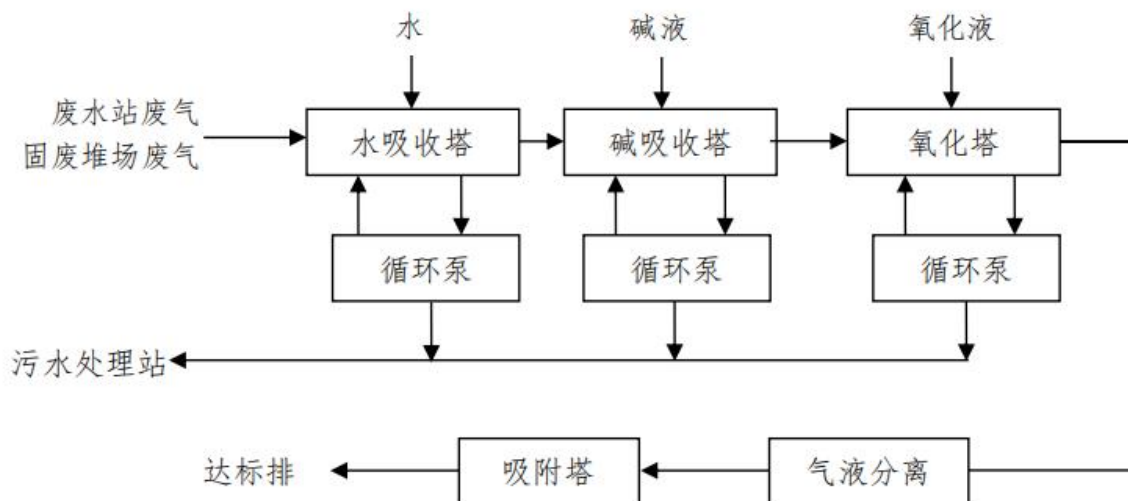 水
碱液
氧化液
废水站废气
固废堆场废气
水吸收塔
碱吸收塔
氧化塔
循环泵
循环泵
循环泵
污水处理站
达标排
吸附塔
气液分离